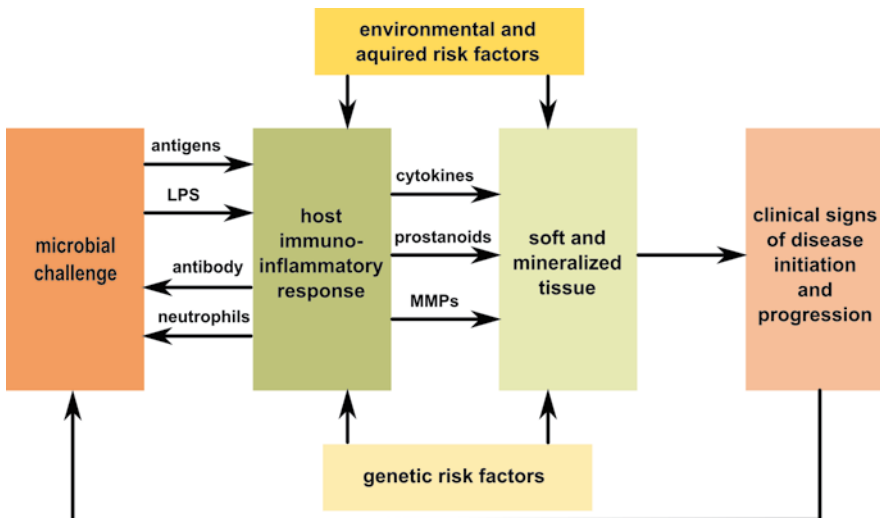 environmental and
aquired risk factors
antigens
LPS
antibody
neutrophils
microbial
challenge
host
immuno-
inflammatory
response
cytokines
prostanoids
MMPs
soft and
mineralized
tissue
clinical signs
of disease
initiation
and
progression
genetic risk factors